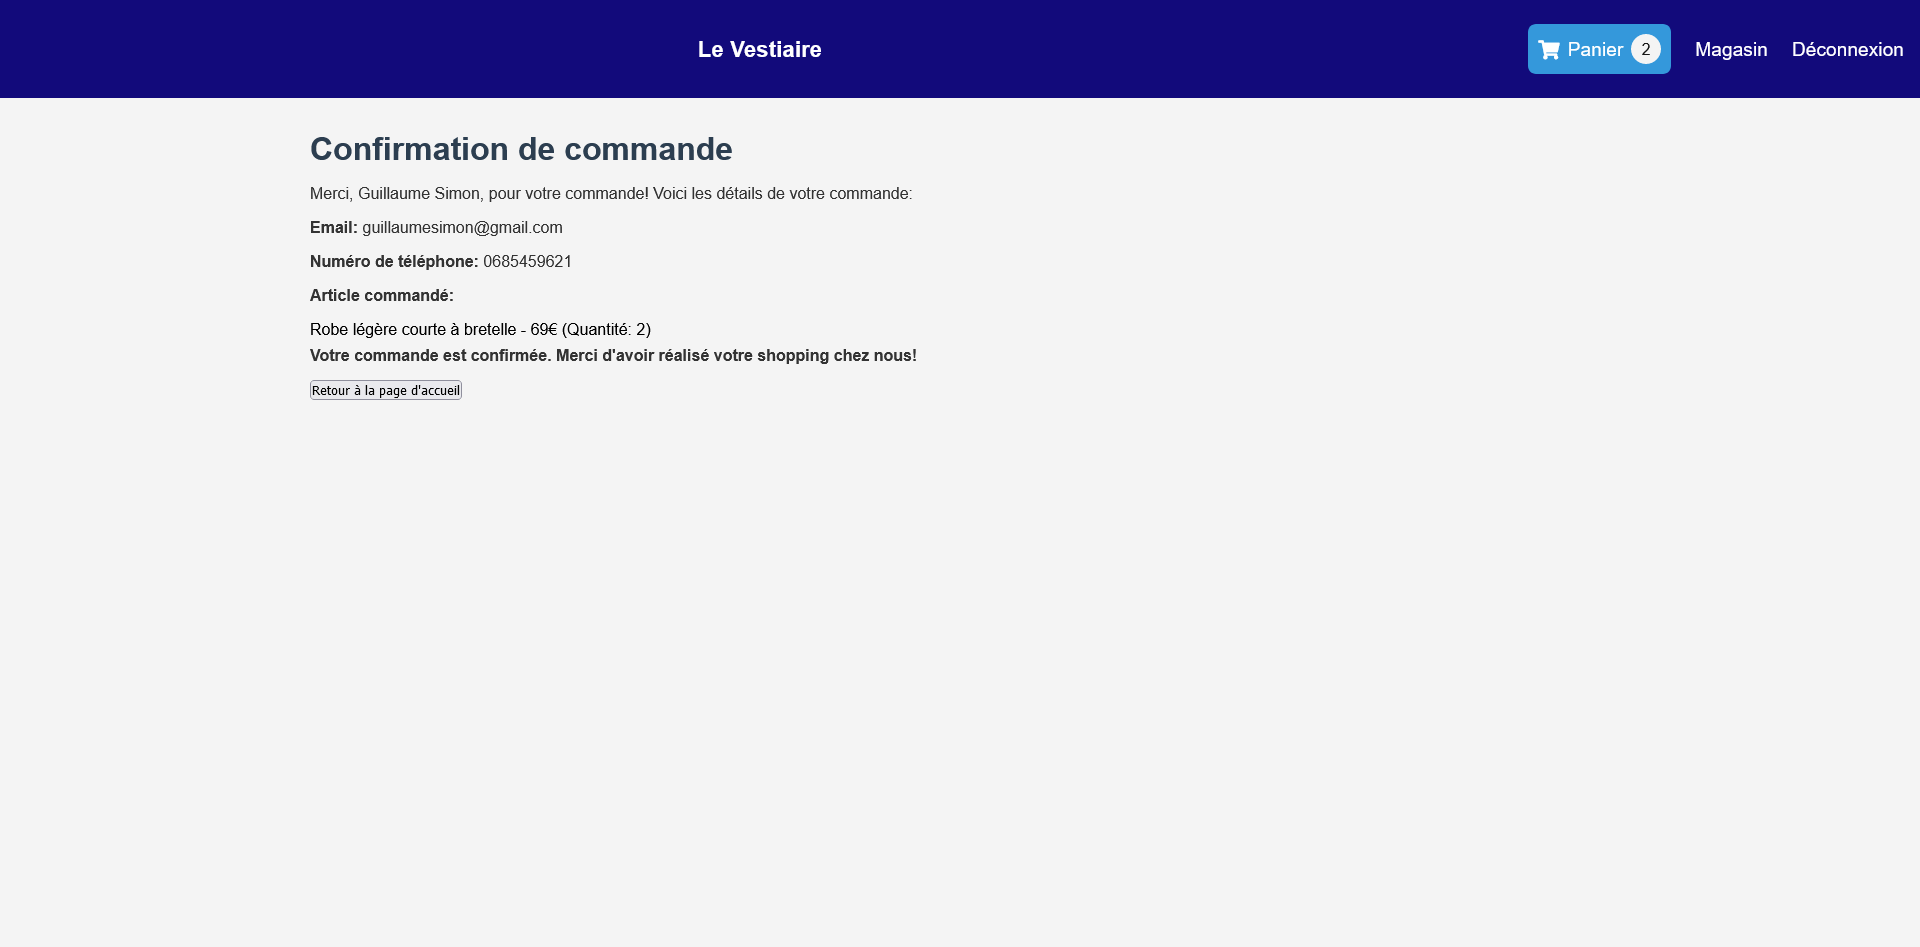 Le Vestiaire
Panier 2
Magasin
Déconnexion
Confirmation de commande
Merci, Guillaume Simon, pour votre commande! Voici les détails de votre commande:
Email: guillaumesimon@gmail.com
Numéro de téléphone: 0685459621
Article commandé:
Robe légère courte à bretelle - 69€ (Quantité: 2)
Votre commande est confirmée. Merci d'avoir réalisé votre shopping chez nous!
Retour à la page d'accueil